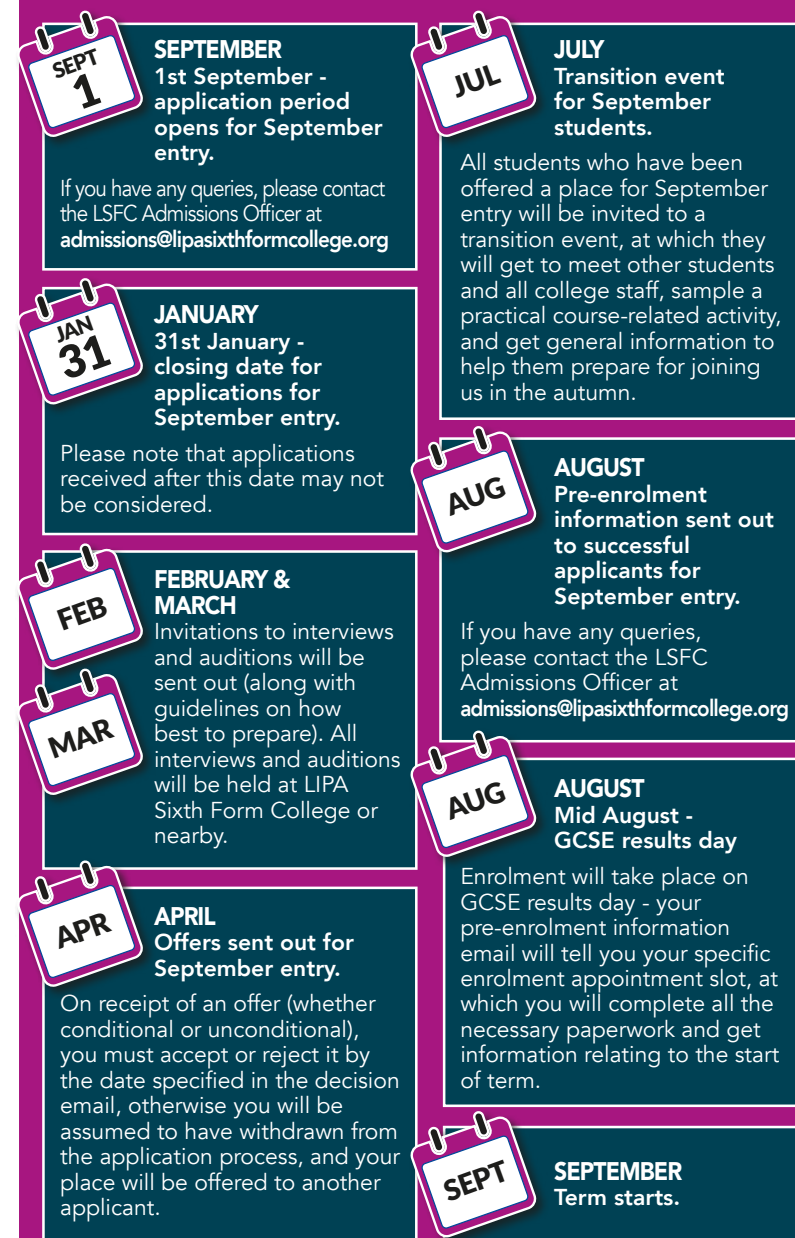 SEPT
1
SEPTEMBER
1st September -
application period
opens for September
entry.
If you have any queries, please contact
the LSFC Admissions Officer at
admissions@lipasixthformcollege.org
JAN
31
JANUARY
31st January -
closing date for
applications for
September entry.
Please note that applications
received after this date may not
be considered.
FEB
MAR
FEBRUARY &
MARCH
Invitations to interviews
and auditions will be
sent out (along with
guidelines on how
best to prepare). All
interviews and auditions
will be held at LIPA
Sixth Form College or
nearby.
APR
APRIL
Offers sent out for
September entry.
On receipt of an offer (whether
conditional or unconditional),
you must accept or reject it by
the date specified in the decision
email, otherwise you will be
assumed to have withdrawn from
the application process, and your
place will be offered to another
applicant.
JUL
JULY
Transition event
for September
students.
All students who have been
offered a place for September
entry will be invited to a
transition event, at which they
will get to meet other students
and all college staff, sample a
practical course-related activity,
and get general information to
help them prepare for joining
us in the autumn.
AUG
AUGUST
Pre-enrolment
information sent out
to successful
applicants for
September entry.
If you have any queries,
please contact the LSFC
Admissions Officer at
admissions@lipasixthformcollege.org
AUG
AUGUST
Mid August -
GCSE results day
Enrolment will take place on
GCSE results day - your
pre-enrolment information
email will tell you your specific
enrolment appointment slot, at
which you will complete all the
necessary paperwork and get
information relating to the start
of term.
SEPT
SEPTEMBER
Term starts.